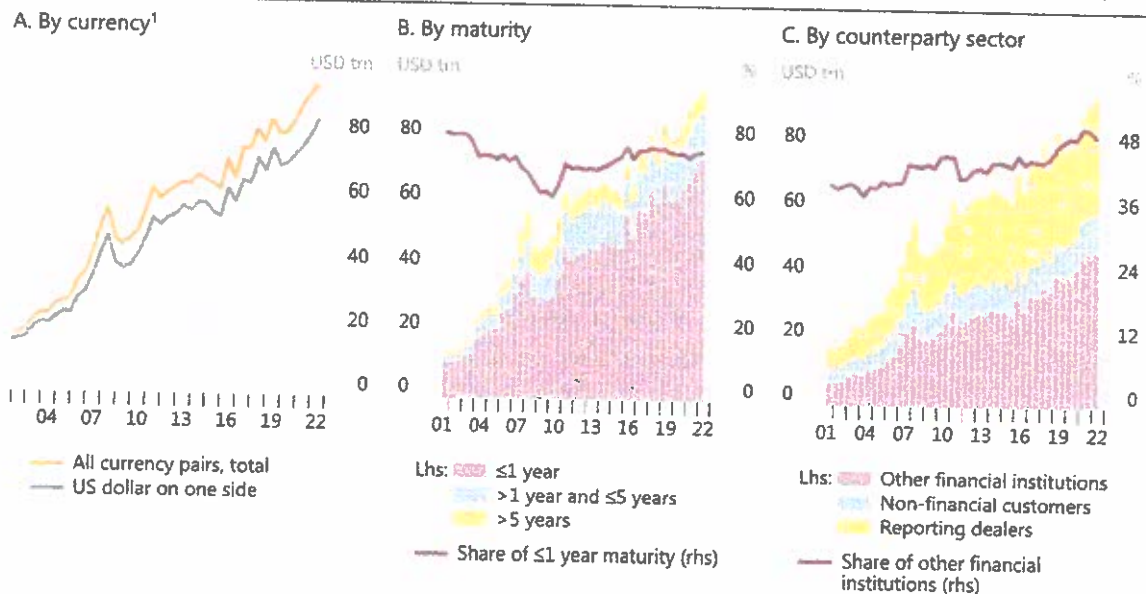 A. By currency¹
USD trn
80
60
40
20
0
04 07 10 13 16 19 22
All currency pairs, total
US dollar on one side
B. By maturity
USD trn %
80 80
60 60
40 40
20 20
0 0
01 04 07 10 13 16 19 22
Lhs: ≤1 year
>1 year and ≤5 years
>5 years
Share of ≤1 year maturity (rhs)
C. By counterparty sector
USD trn %
80 48
60 36
40 24
20 12
0 0
01 04 07 10 13 16 19 22
Lhs: Other financial institutions
Non-financial customers
Reporting dealers
Share of other financial
institutions (rhs)